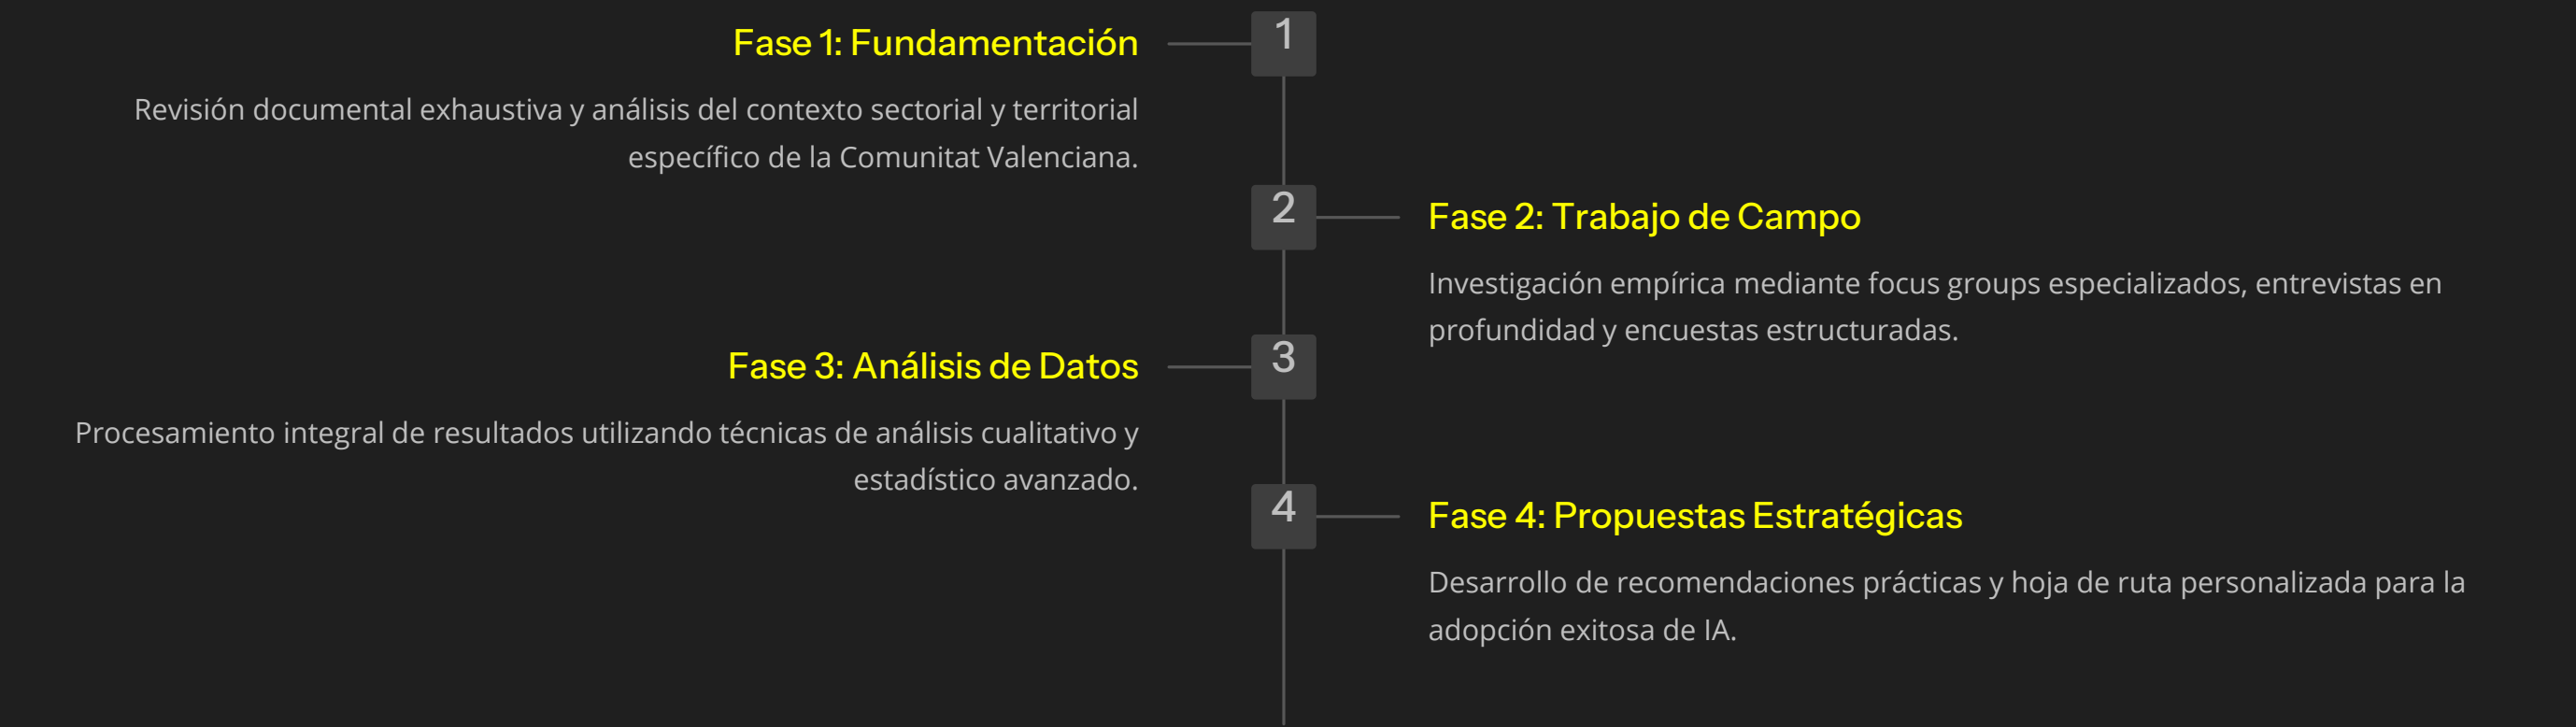 1
Fase 1: Fundamentación
Revisión documental exhaustiva y análisis del contexto sectorial y territorial
específico de la Comunitat Valenciana.
2
Fase 2: Trabajo de Campo
Investigación empírica mediante focus groups especializados, entrevistas en
profundidad y encuestas estructuradas.
3
Fase 3: Análisis de Datos
Procesamiento integral de resultados utilizando técnicas de análisis cualitativo y
estadístico avanzado.
4
Fase 4: Propuestas Estratégicas
Desarrollo de recomendaciones prácticas y hoja de ruta personalizada para la
adopción exitosa de IA.